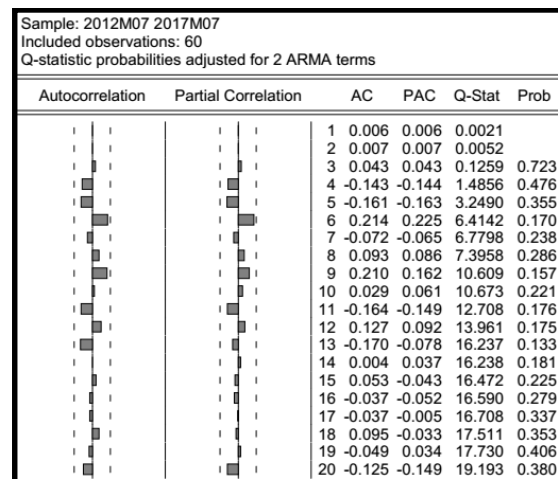 Sample: 2012M07 2017M07
Included observations: 60
Q-statistic probabilities adjusted for 2 ARMA terms
Autocorrelation Partial Correlation AC PAC Q-Stat Prob
1 0.006 0.006 0.0021
2 0.007 0.007 0.0052
3 0.043 0.043 0.1259 0.723
4 -0.143 -0.144 1.4856 0.476
5 -0.161 -0.163 3.2490 0.355
6 0.214 0.225 6.4142 0.170
7 -0.072 -0.065 6.7798 0.238
8 0.093 0.086 7.3958 0.286
9 0.210 0.162 10.609 0.157
10 0.029 0.061 10.673 0.221
11 -0.164 -0.149 12.708 0.176
12 0.127 0.092 13.961 0.175
13 -0.170 -0.078 16.237 0.133
14 0.004 0.037 16.238 0.181
15 0.053 -0.043 16.472 0.225
16 -0.037 -0.052 16.590 0.279
17 -0.037 -0.005 16.708 0.337
18 0.095 -0.033 17.511 0.353
19 -0.049 0.034 17.730 0.406
20 -0.125 -0.149 19.193 0.380